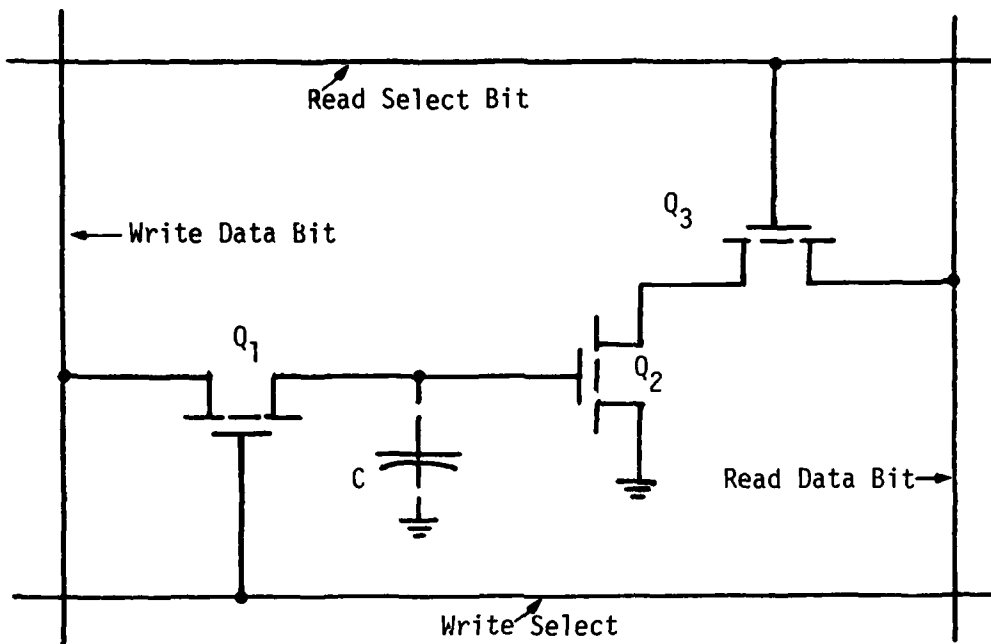 Read Select Bit
Q3
Write Data Bit
Q1
Q2
C
Read Data Bit
Write Select